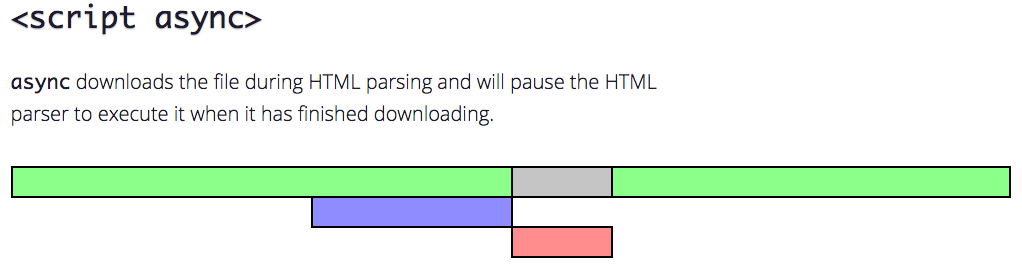 <script async>
async downloads the file during HTML parsing and will pause the HTML
parser to execute it when it has finished downloading.